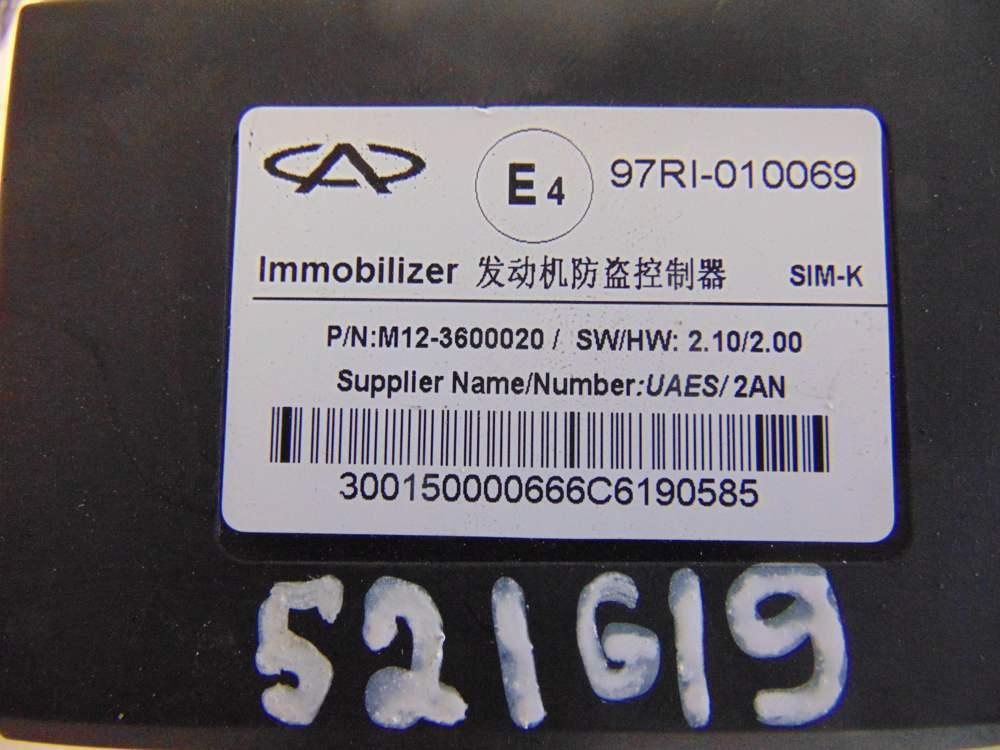 E4 97RI-010069
Immobilizer 发动机防盗控制器 SIM-K
P/N:M12-3600020 / SW/HW: 2.10/2.00
Supplier Name/Number:UAES/ 2AN
300150000666C6190585
521619